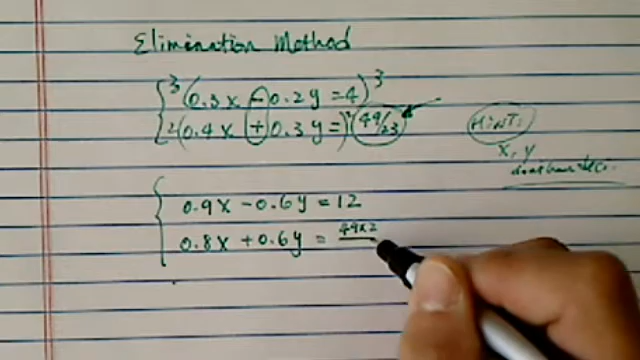 Elimination Method
3(0.3x - 0.2y = 4)3
2(0.4x + 0.3y = )2 (49/23)
HINT:
x, y
0.9x - 0.6y = 12
0.8x + 0.6y = 49x2